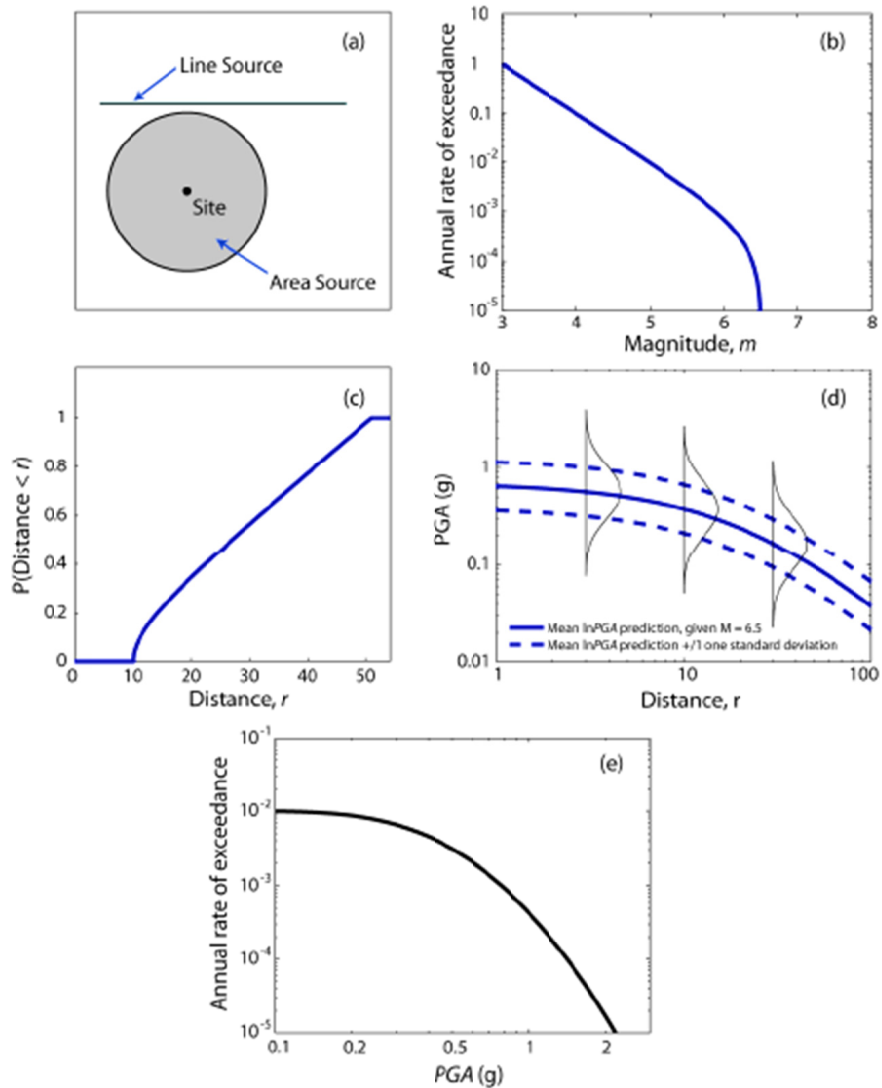 (a)
Line Source
Site
Area Source
(b)
Annual rate of exceedance
10
1
0.1
10-2
10-3
10-4
10-5
3 4 5 6 7 8
Magnitude, m
(c)
P(Distance < r)
1
0.8
0.6
0.4
0.2
0
0 10 20 30 40 50
Distance, r
(d)
PGA (g)
10
1
0.1
0.01
Mean lnPGA prediction, given M = 6.5
Mean lnPGA prediction +/1 one standard deviation
1 10 100
Distance, r
(e)
Annual rate of exceedance
10-1
10-2
10-3
10-4
10-5
0.1 0.2 0.5 1 2
PGA (g)